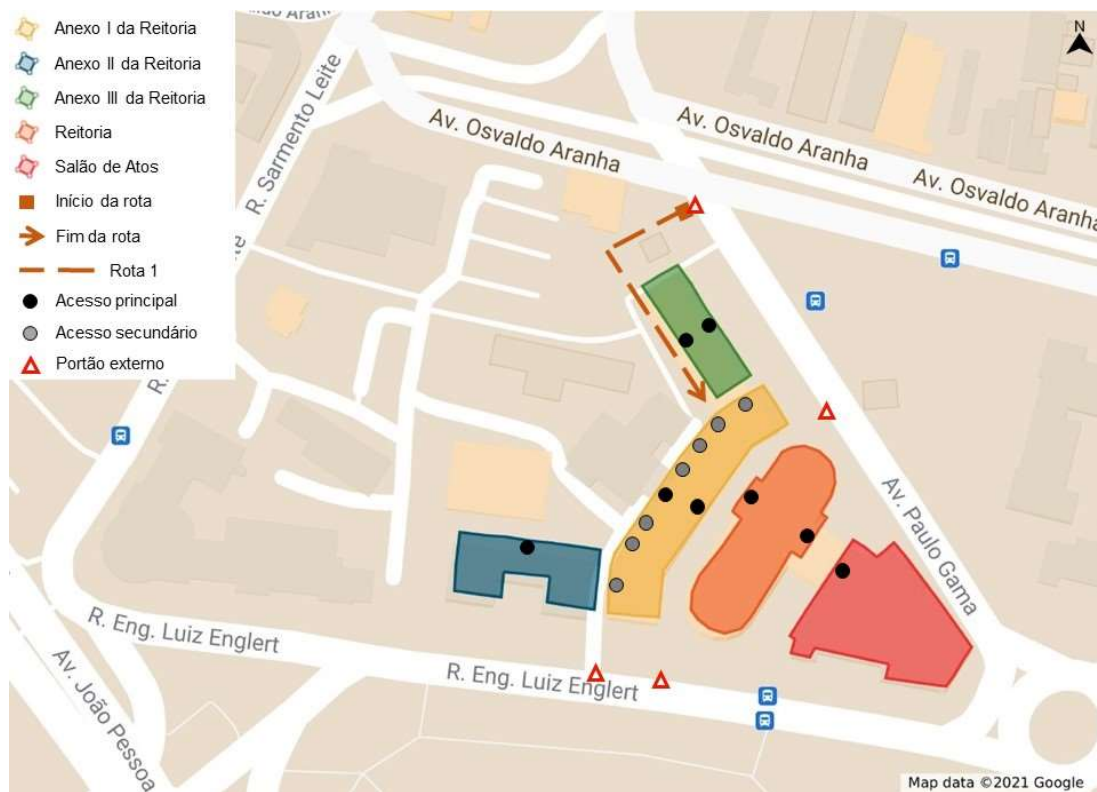 Anexo I da Reitoria
Anexo II da Reitoria
Anexo III da Reitoria
Reitoria
Salão de Atos
Início da rota
Fim da rota
Rota 1
Acesso principal
Acesso secundário
Portão externo
do Aranha
R. Sarmento Leite
Av. Osvaldo Aranha
Av. Osvaldo Aranha
Av. Osvaldo Aranha
N
Av. Paulo Gama
R. Eng. Luiz Englert
R. Eng. Luiz Englert
Av. João Pessoa
Map data ©2021 Google